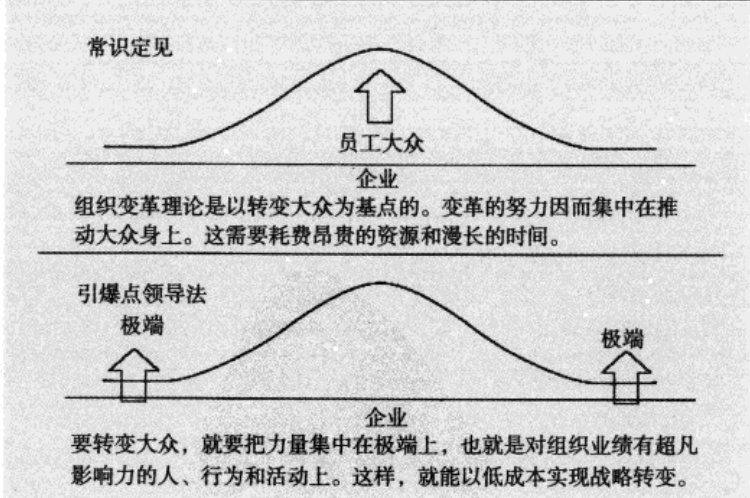 常识定见
员工大众
企业
组织变革理论是以转变大众为基点的。变革的努力因而集中在推
动大众身上。这需要耗费昂贵的资源和漫长的时间。
引爆点领导法
极端
极端
企业
要转变大众，就要把力量集中在极端上，也就是对组织业绩有超凡
影响力的人、行为和活动上。这样，就能以低成本实现战略转变。